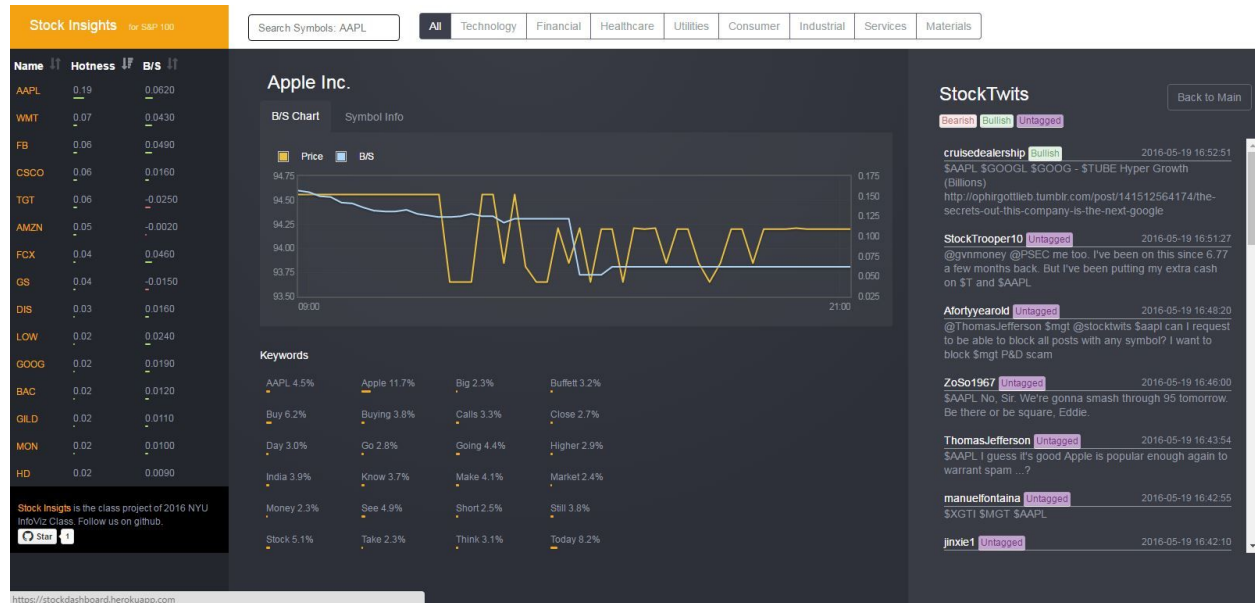 Stock Insights for S&P 100
Search Symbols: AAPL
All Technology Financial Healthcare Utilities Consumer Industrial Services Materials
Name Hotness B/S
AAPL 0.19 0.0620
WMT 0.07 0.0430
FB 0.06 0.0490
CSCO 0.06 0.0160
TGT 0.06 -0.0250
AMZN 0.05 -0.0020
FCX 0.04 0.0460
GS 0.04 -0.0150
DIS 0.03 0.0160
LOW 0.02 0.0240
GOOG 0.02 0.0190
BAC 0.02 0.0120
GILD 0.02 0.0110
MON 0.02 0.0100
HD 0.02 0.0090
Stock Insigts is the class project of 2016 NYU
InfoViz Class. Follow us on github.
Star 1
https://stockdashboard.herokuapp.com
Apple Inc.
B/S Chart Symbol Info
Price B/S
94.75 0.175
94.50 0.150
94.25 0.125
94.00 0.100
93.75 0.075
0.050
93.50 0.025
09:00 21:00
Keywords
AAPL 4.5% Apple 11.7% Big 2.3% Buffett 3.2%
Buy 6.2% Buying 3.8% Calls 3.3% Close 2.7%
Day 3.0% Go 2.8% Going 4.4% Higher 2.9%
India 3.9% Know 3.7% Make 4.1% Market 2.4%
Money 2.3% See 4.9% Short 2.5% Still 3.8%
Stock 5.1% Take 2.3% Think 3.1% Today 8.2%
StockTwits
Back to Main
Bearish Bullish Untagged
cruisedealership Bullish 2016-05-19 16:52:51
$AAPL $GOOGL $GOOG - $TUBE Hyper Growth
(Billions)
http://ophirgottlieb.tumblr.com/post/141512564174/the-
secrets-out-this-company-is-the-next-google
StockTrooper10 Untagged 2016-05-19 16:51:27
@gvnmoney @PSEC me too. I've been on this since 6.77
a few months back. But I've been putting my extra cash
on $T and $AAPL
Afortyyearold Untagged 2016-05-19 16:48:20
@ThomasJefferson $mgt @stocktwits $aapl can I request
to be able to block all posts with any symbol? I want to
block $mgt P&D scam
ZoSo1967 Untagged 2016-05-19 16:46:00
$AAPL No, Sir. We're gonna smash through 95 tomorrow.
Be there or be square, Eddie.
ThomasJefferson Untagged 2016-05-19 16:43:54
$AAPL I guess it's good Apple is popular enough again to
warrant spam ...?
manuelfontaina Untagged 2016-05-19 16:42:55
$XGTI $MGT $AAPL
jinxie1 Untagged 2016-05-19 16:42:10